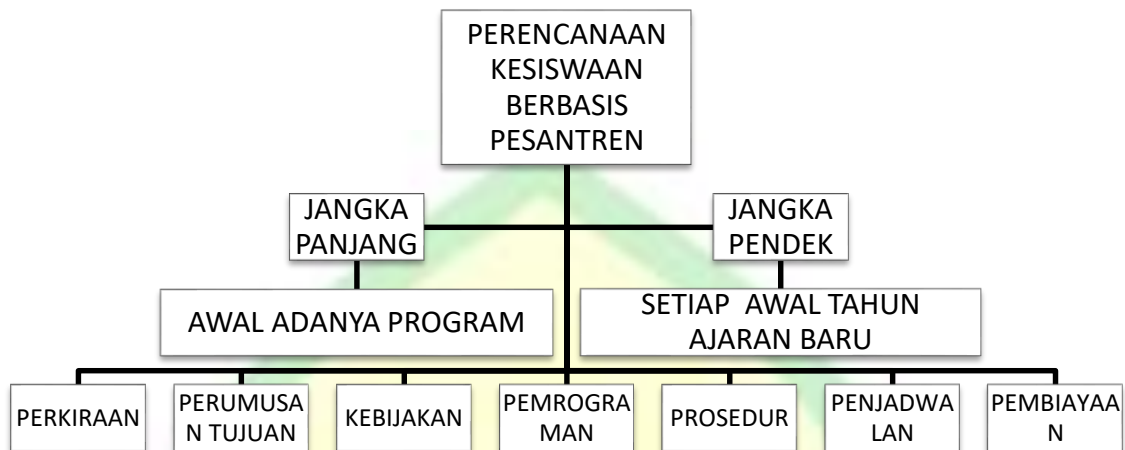 PERENCANAAN
KESISWAAN
BERBASIS
PESANTREN
JANGKA
PANJANG
JANGKA
PENDEK
AWAL ADANYA PROGRAM
SETIAP AWAL TAHUN
AJARAN BARU
PERKIRAAN
PERUMUSA
N TUJUAN
KEBIJAKAN
PEMROGRA
MAN
PROSEDUR
PENJADWA
LAN
PEMBIAYAA
N